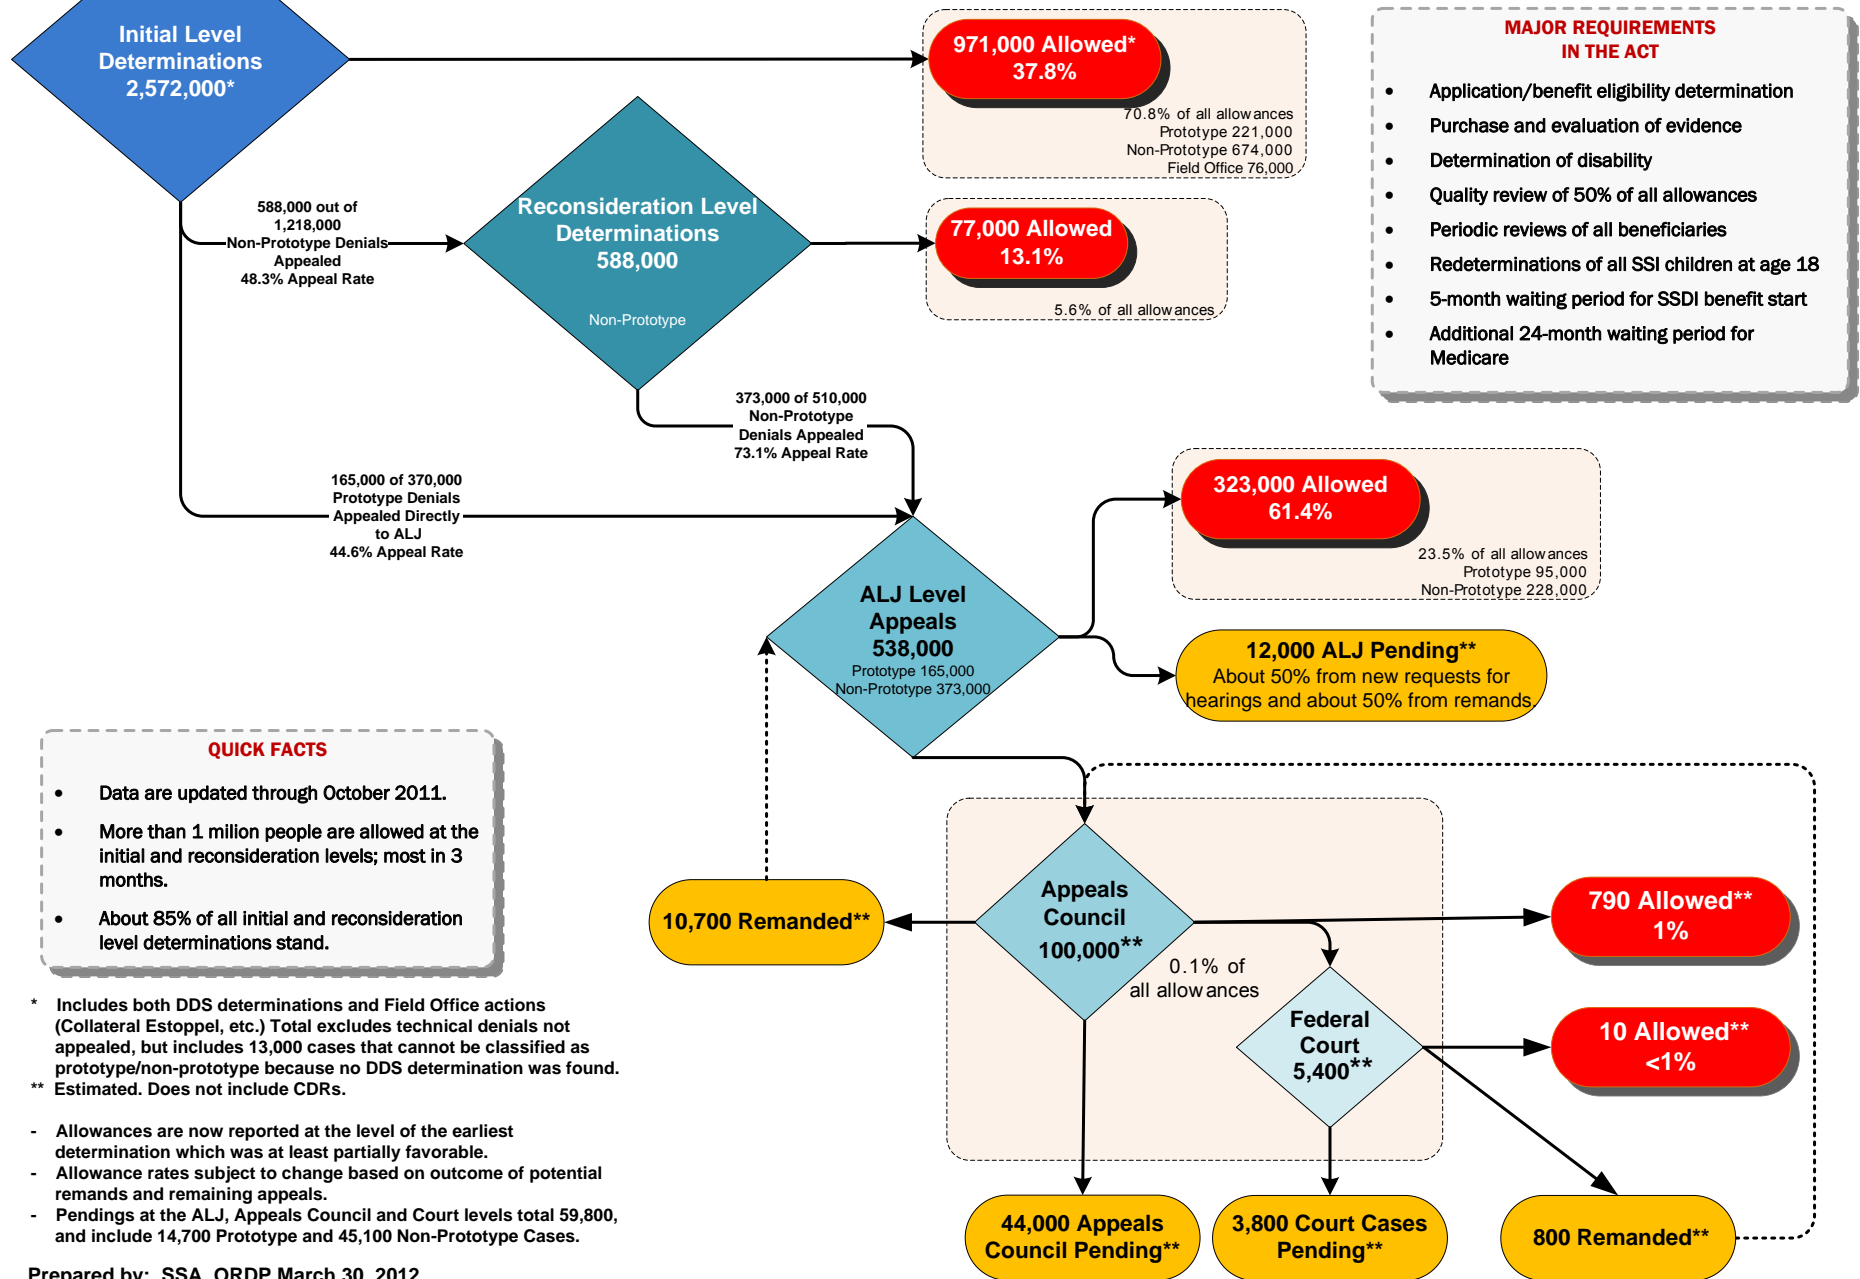 Initial Level
Determinations
2,572,000*
971,000 Allowed*
37.8%
70.8% of all allowances
Prototype 221,000
Non-Prototype 674,000
Field Office 76,000
MAJOR REQUIREMENTS
IN THE ACT
• Application/benefit eligibility determination
• Purchase and evaluation of evidence
• Determination of disability
• Quality review of 50% of all allowances
• Periodic reviews of all beneficiaries
• Redeterminations of all SSI children at age 18
• 5-month waiting period for SSDI benefit start
• Additional 24-month waiting period for
Medicare
588,000 out of
1,218,000
Non-Prototype Denials
Appealed
48.3% Appeal Rate
Reconsideration Level
Determinations
588,000
Non-Prototype
77,000 Allowed
13.1%
5.6% of all allowances
373,000 of 510,000
Non-Prototype
Denials Appealed
73.1% Appeal Rate
165,000 of 370,000
Prototype Denials
Appealed Directly
to ALJ
44.6% Appeal Rate
323,000 Allowed
61.4%
23.5% of all allowances
Prototype 95,000
Non-Prototype 228,000
ALJ Level
Appeals
538,000
Prototype 165,000
Non-Prototype 373,000
12,000 ALJ Pending**
About 50% from new requests for
hearings and about 50% from remands.
QUICK FACTS
• Data are updated through October 2011.
• More than 1 milion people are allowed at the
initial and reconsideration levels; most in 3
months.
• About 85% of all initial and reconsideration
level determinations stand.
10,700 Remanded**
Appeals
Council
100,000**
0.1% of
all allowances
790 Allowed**
1%
Federal
Court
5,400**
10 Allowed**
<1%
44,000 Appeals
Council Pending**
3,800 Court Cases
Pending**
800 Remanded**
* Includes both DDS determinations and Field Office actions
(Collateral Estoppel, etc.) Total excludes technical denials not
appealed, but includes 13,000 cases that cannot be classified as
prototype/non-prototype because no DDS determination was found.
** Estimated. Does not include CDRs.
- Allowances are now reported at the level of the earliest
determination which was at least partially favorable.
- Allowance rates subject to change based on outcome of potential
remands and remaining appeals.
- Pendings at the ALJ, Appeals Council and Court levels total 59,800,
and include 14,700 Prototype and 45,100 Non-Prototype Cases.
Prepared by: SSA, ORDP March 30, 2012